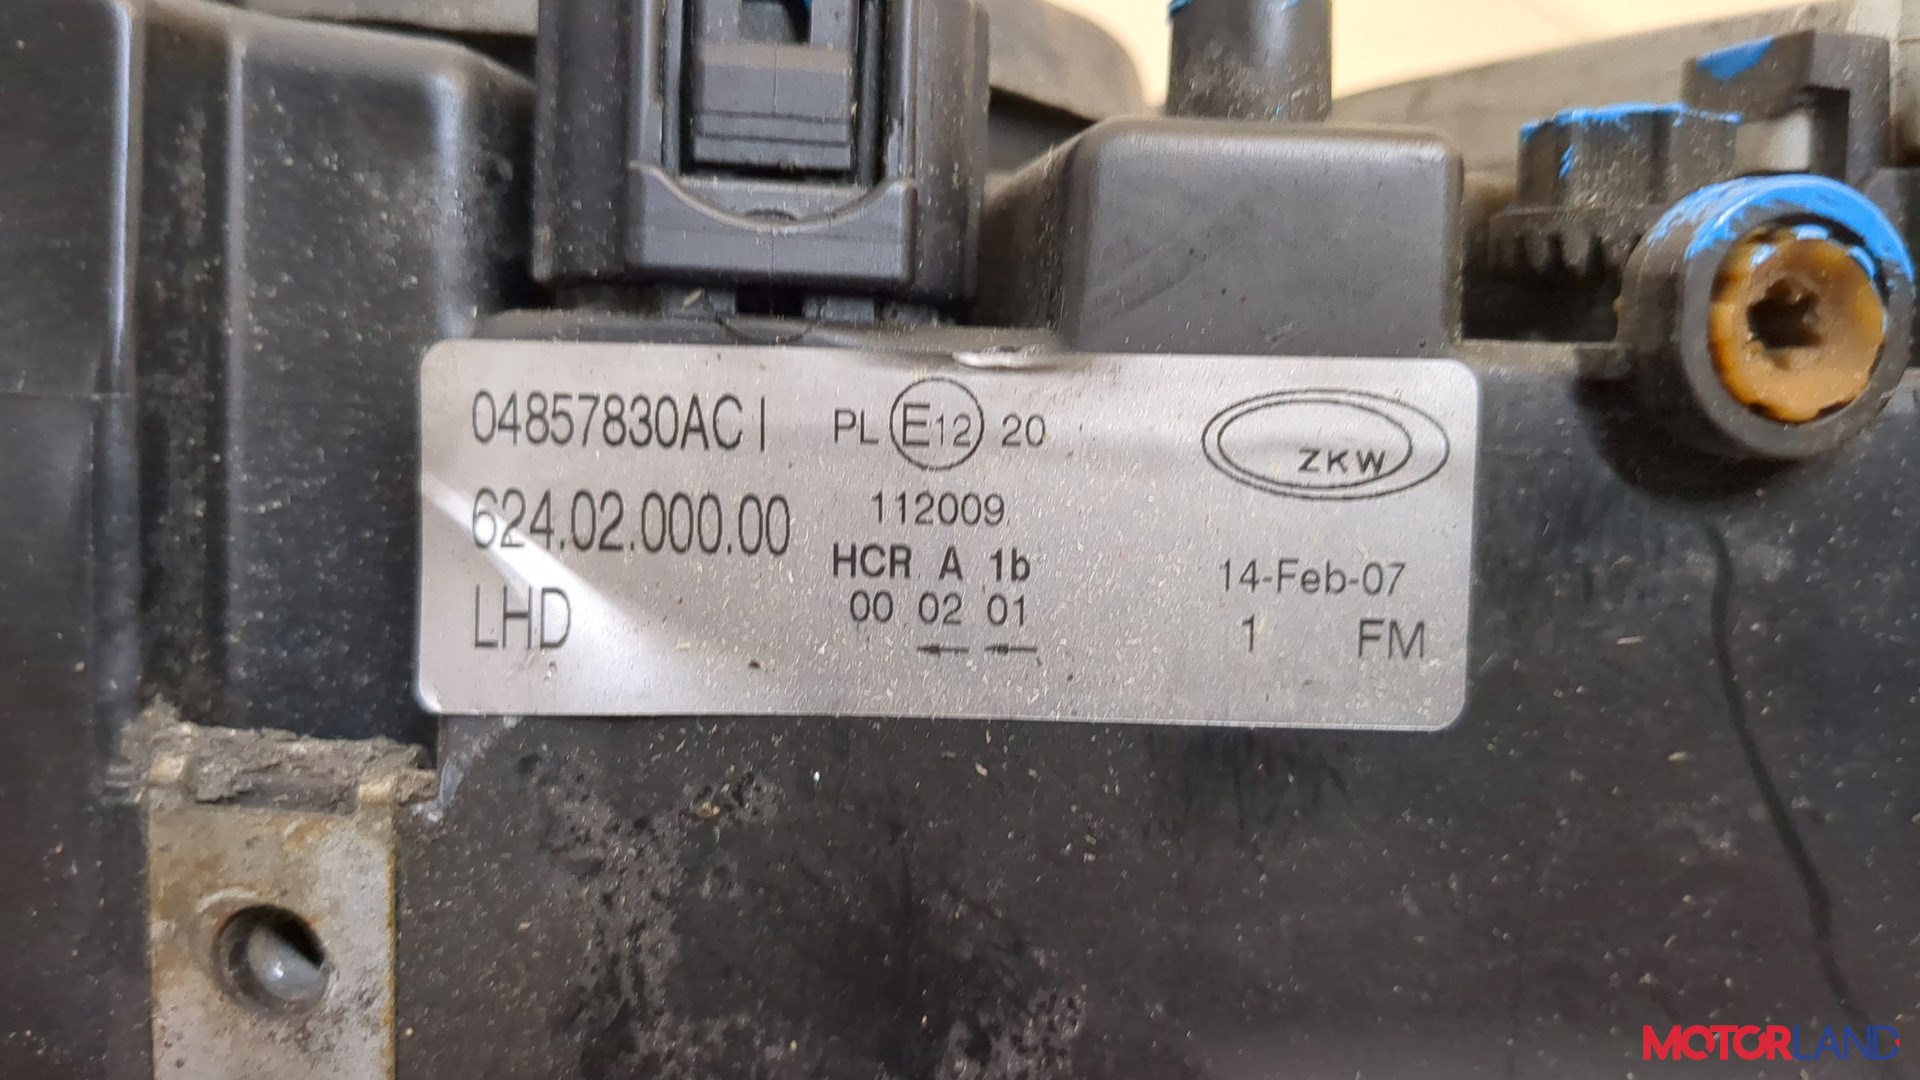 04857830AC I
PL E12 20
ZKW
624.02.000.00
112009
HCR A 1b
00 02 01
LHD
14-Feb-07
1 FM
MOTORLAND